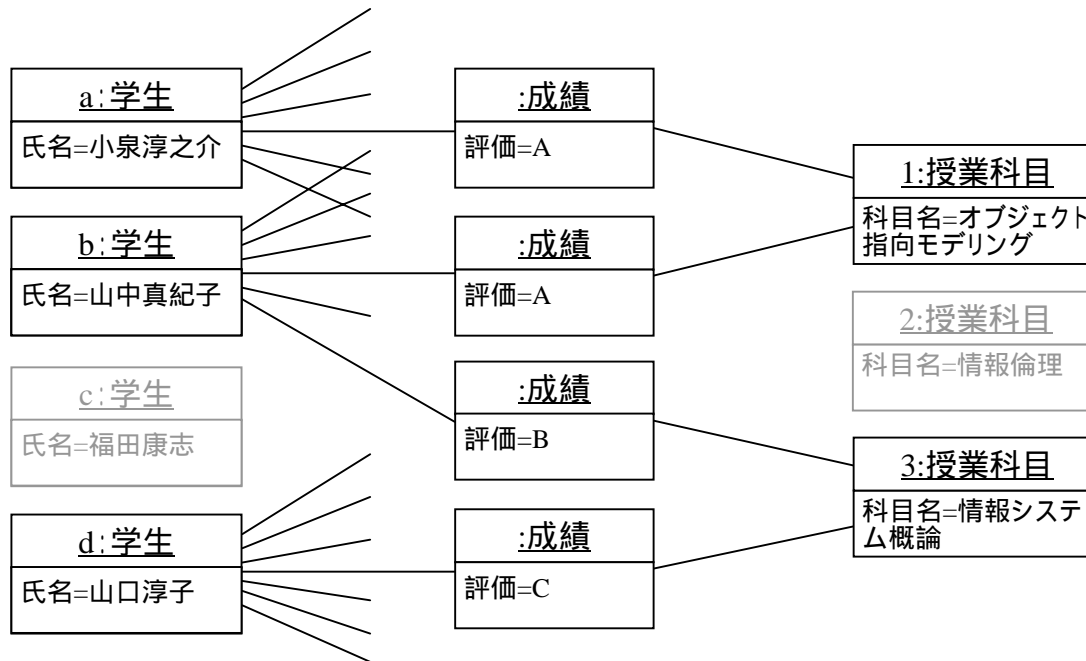 a:学生
氏名=小泉淳之介
b:学生
氏名=山中真紀子
c:学生
氏名=福田康志
d:学生
氏名=山口淳子
:成績
評価=A
:成績
評価=A
:成績
評価=B
:成績
評価=C
1:授業科目
科目名=オブジェクト
指向モデリング
2:授業科目
科目名=情報倫理
3:授業科目
科目名=情報システ
ム概論